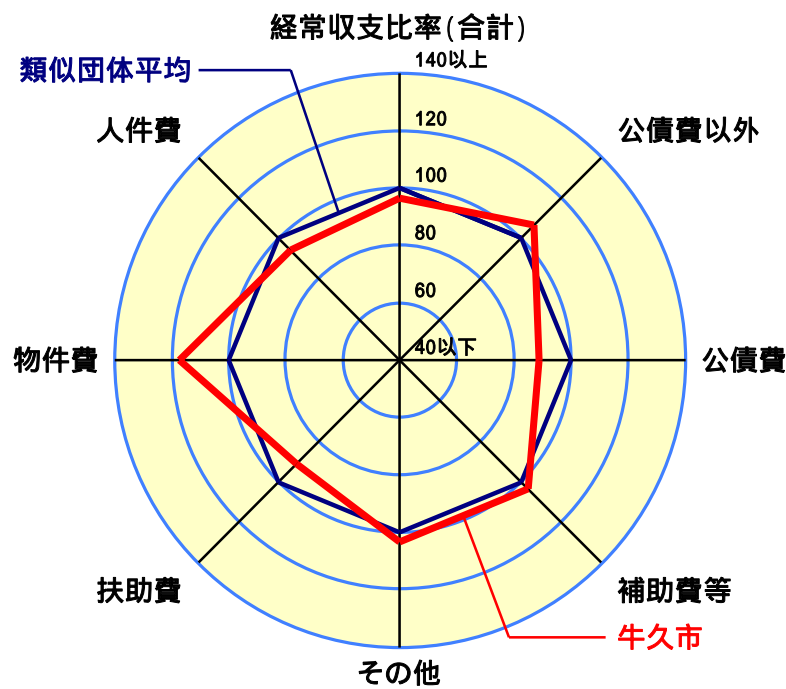 経常収支比率(合計)
140以上
類似団体平均
120
人件費
公債費以外
100
80
60
40以下
物件費
公債費
扶助費
補助費等
牛久市
その他